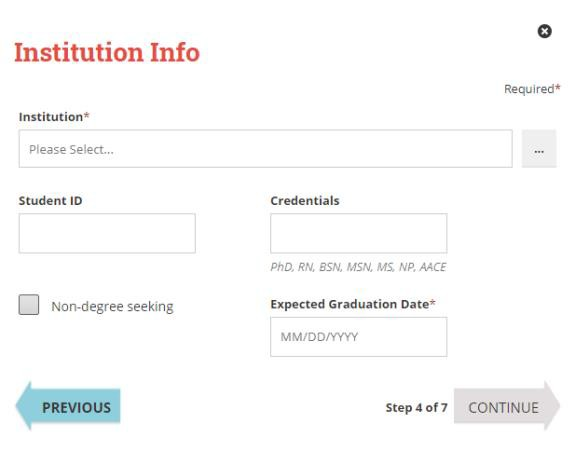 Institution Info
Required*
Institution*
Please Select...
...
Student ID
Credentials
PhD, RN, BSN, MSN, MS, NP, AACE
Non-degree seeking
Expected Graduation Date*
MM/DD/YYYY
PREVIOUS
Step 4 of 7
CONTINUE